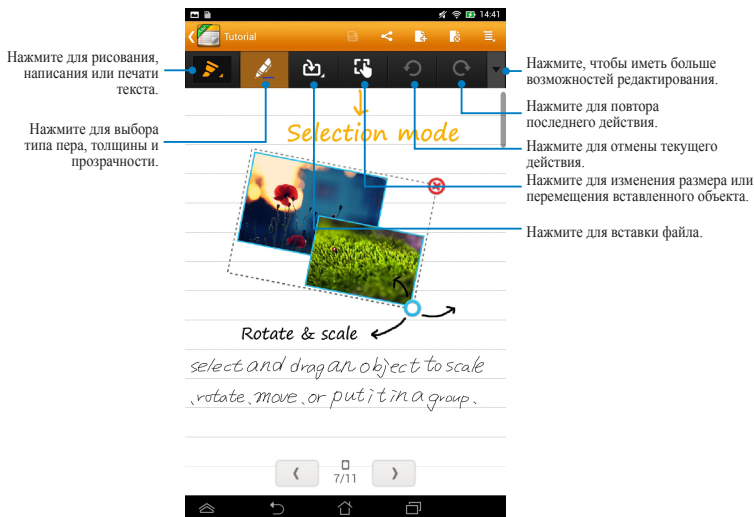 14:41
Tutorial
Нажмите для рисования,
написания или печати
текста.
Нажмите для выбора
типа пера, толщины и
прозрачности.
Нажмите, чтобы иметь больше
возможностей редактирования.
Нажмите для повтора
последнего действия.
Нажмите для отмены текущего
действия.
Нажмите для изменения размера или
перемещения вставленного объекта.
Нажмите для вставки файла.
Selection mode
Rotate & scale
select and drag an object to scale
, rotate, move, or put it in a group.
7/11